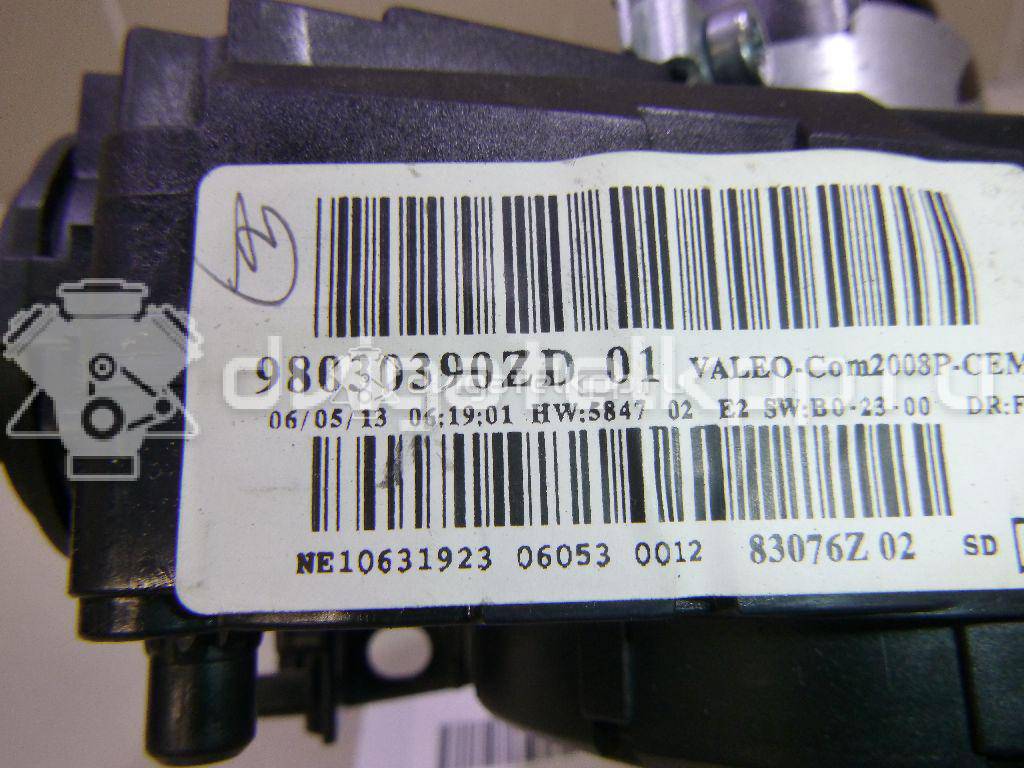 98030390ZD 01 VALEO-Com2008P-CEM
06/05/13 06:19:01 HW:5847 02 E2 SW:B0-23-00 DR:F
NE10631923 06053 0012 83076Z 02 SD